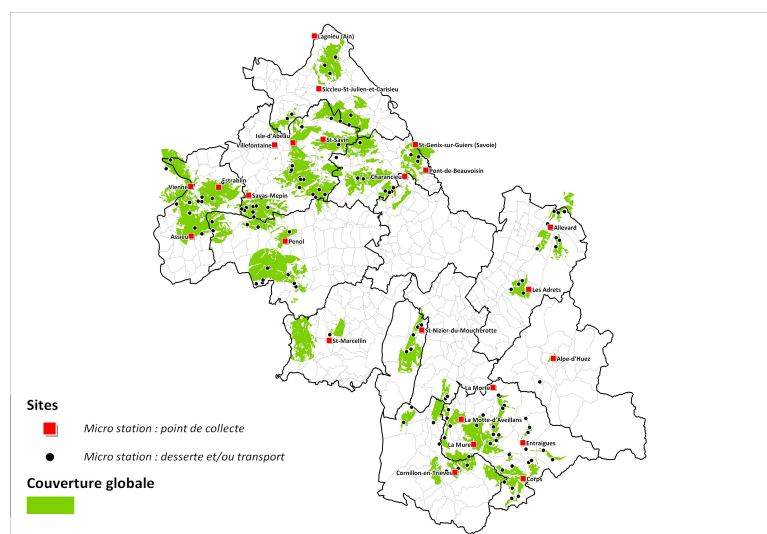 Lagnieu (Ain)
Siccieu-St-Julien-et-Carisieu
Isle-d'Abeau
St-Savin
Villefontaine
St-Genix-sur-Guiers (Savoie)
Pont-de-Beauvoisin
Charancieu
Estrablin
Vienne
Savas-Mepin
Assieu
Penol
Allevard
Les Adrets
St-Nizier-du-Moucherotte
St-Marcellin
Alpe-d'Huez
La Morte
La Motte-d'Aveillans
La Mure
Entraigues
Cornillon-en-Trièves
Corps
Sites
Micro station : point de collecte
Micro station : desserte et/ou transport
Couverture globale